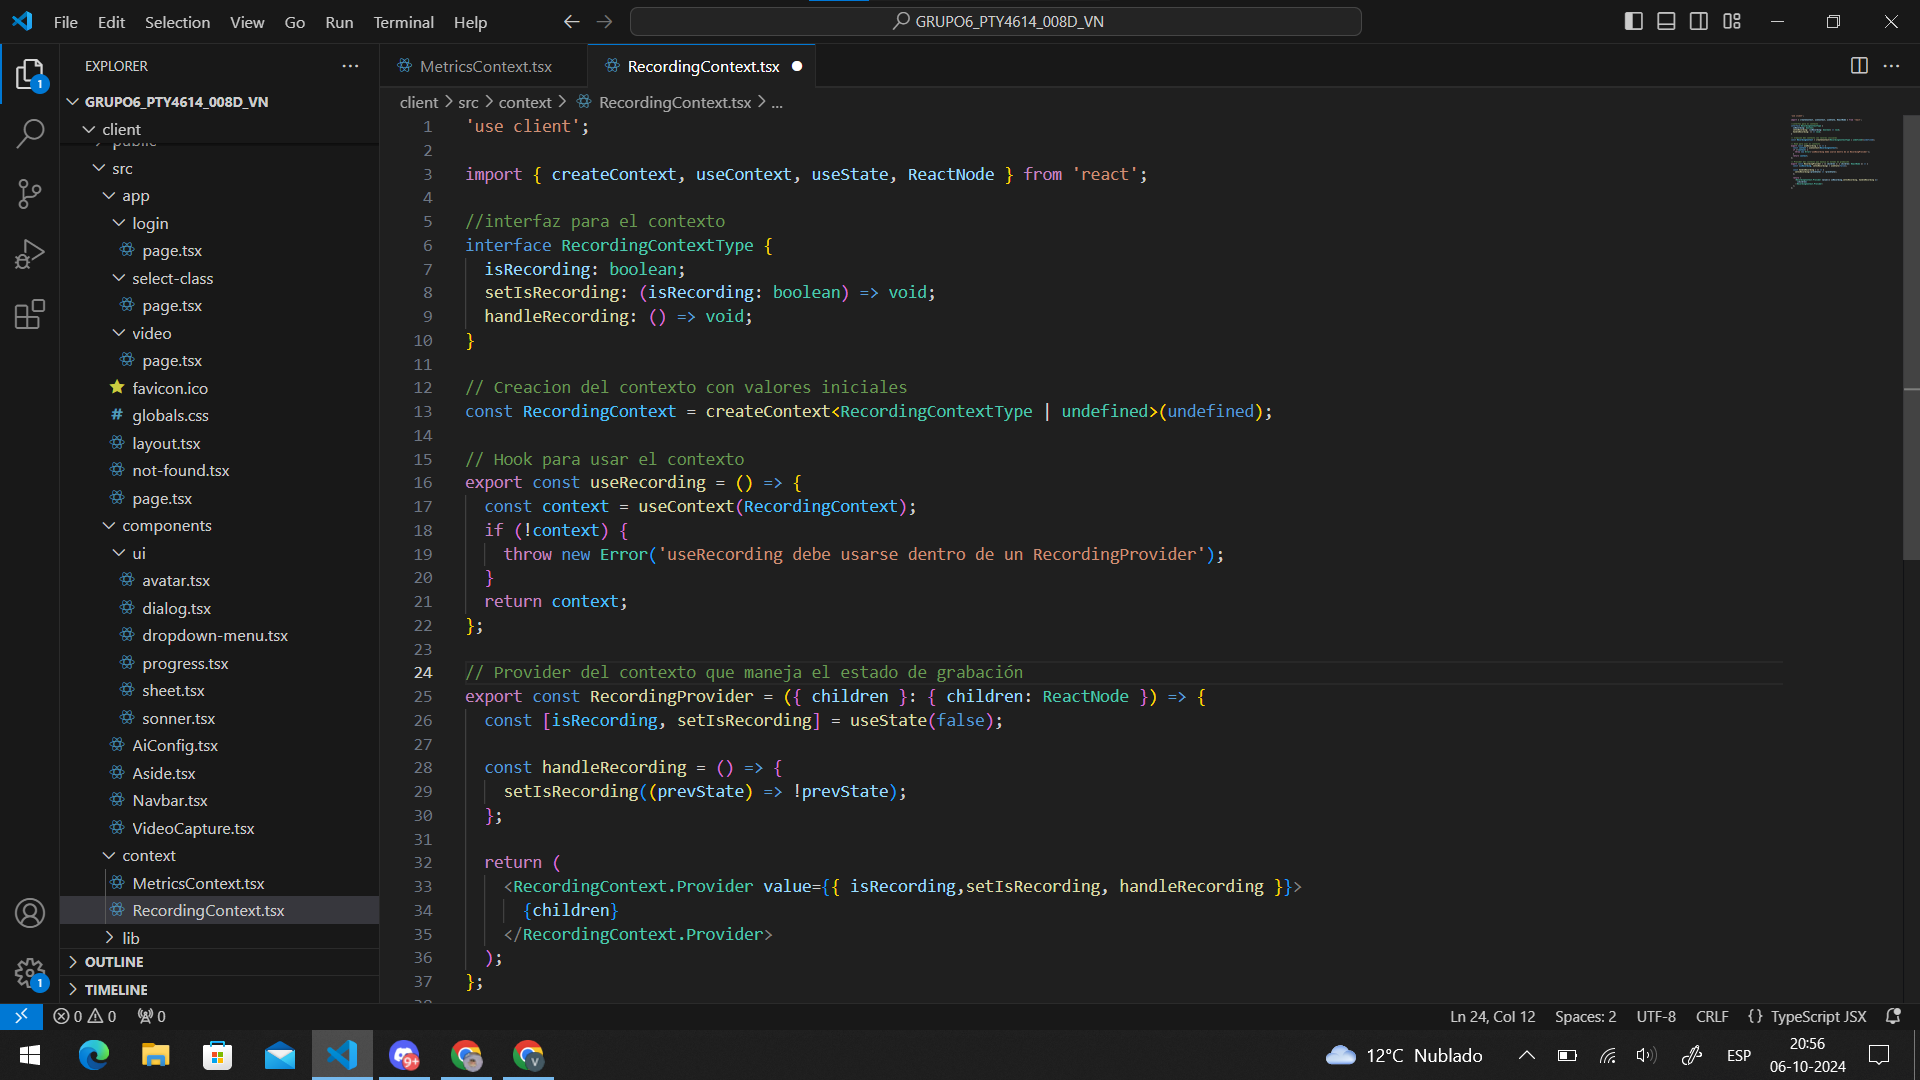 File Edit Selection View Go Run Terminal Help
GRUPO6_PTY4614_008D_VN
EXPLORER
GRUPO6_PTY4614_008D_VN
client
public
src
app
login
page.tsx
select-class
page.tsx
video
page.tsx
favicon.ico
globals.css
layout.tsx
not-found.tsx
page.tsx
components
ui
avatar.tsx
dialog.tsx
dropdown-menu.tsx
progress.tsx
sheet.tsx
sonner.tsx
AiConfig.tsx
Aside.tsx
Navbar.tsx
VideoCapture.tsx
context
MetricsContext.tsx
RecordingContext.tsx
lib
OUTLINE
TIMELINE
1
1
MetricsContext.tsx RecordingContext.tsx
client > src > context > RecordingContext.tsx > ...
1 'use client';
2
3 import { createContext, useContext, useState, ReactNode } from 'react';
4
5 //interfaz para el contexto
6 interface RecordingContextType {
7 isRecording: boolean;
8 setIsRecording: (isRecording: boolean) => void;
9 handleRecording: () => void;
10 }
11
12 // Creacion del contexto con valores iniciales
13 const RecordingContext = createContext<RecordingContextType | undefined>(undefined);
14
15 // Hook para usar el contexto
16 export const useRecording = () => {
17 const context = useContext(RecordingContext);
18 if (!context) {
19 throw new Error('useRecording debe usarse dentro de un RecordingProvider');
20 }
21 return context;
22 };
23
24 // Provider del contexto que maneja el estado de grabación
25 export const RecordingProvider = ({ children }: { children: ReactNode }) => {
26 const [isRecording, setIsRecording] = useState(false);
27
28 const handleRecording = () => {
29 setIsRecording((prevState) => !prevState);
30 };
31
32 return (
33 <RecordingContext.Provider value={{ isRecording,setIsRecording, handleRecording }}>
34 {children}
35 </RecordingContext.Provider>
36 );
37 };
0 0 0
Ln 24, Col 12 Spaces: 2 UTF-8 CRLF {} TypeScript JSX
9+
V
12°C Nublado
ESP
20:56
06-10-2024